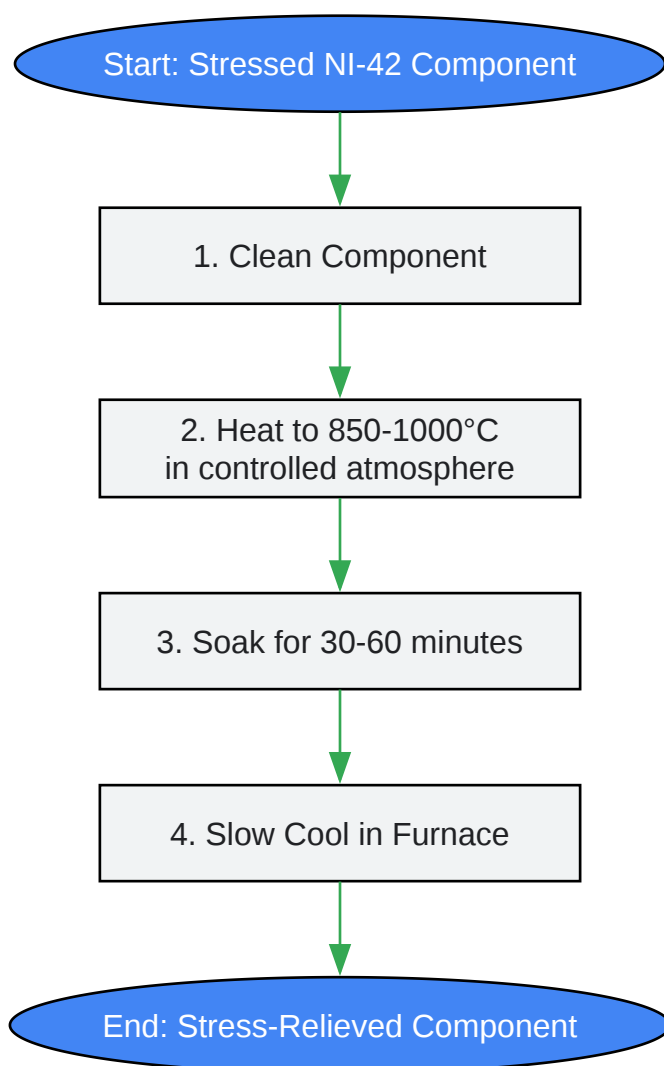 Start: Stressed NI-42 Component
1. Clean Component
2. Heat to 850-1000°C
in controlled atmosphere
3. Soak for 30-60 minutes
4. Slow Cool in Furnace
End: Stress-Relieved Component